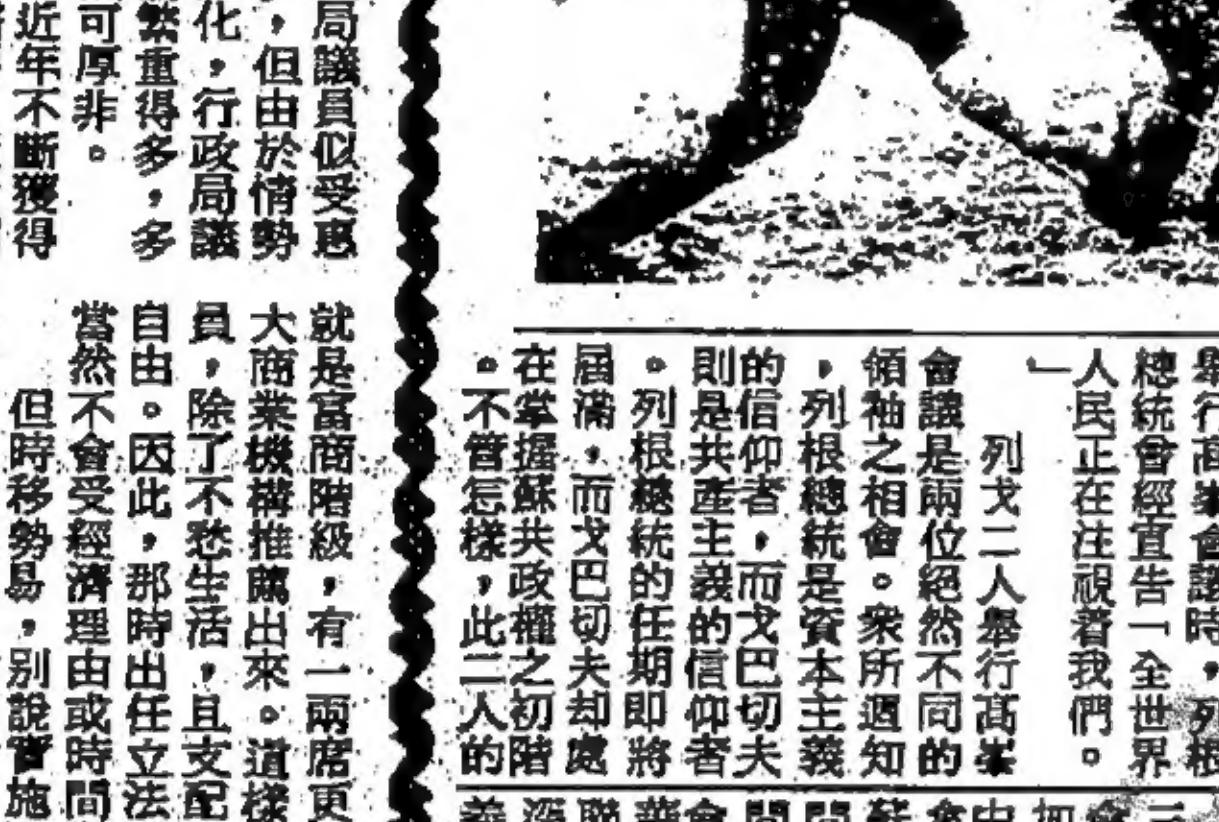 舉行高峯會議時，列根
總統會經宣告「全世界
人民正在注視着我們。
」
列戈二人舉行高峯
會議是兩位絕然不同的
領袖之相會。衆所週知
，列根總統是資本主義
的信仰者，而戈巴切夫
則是共產主義的信仰者
。列根總統的任期即將
屆滿，而戈巴切夫却處
在掌握蘇共政權之初階
。不管怎樣，此二人的
局議員似受惠
，但由於情勢
化，行政局議
繁重得多，多
可厚非。
近年不斷獲得
就是富商階級，有一兩席更
大商業機構推薦出來。這樣
員，除了不愁生活，且支配
自由。因此，那時出任立法
當然不會受經濟理由或時間
但時移勢易，別說實施